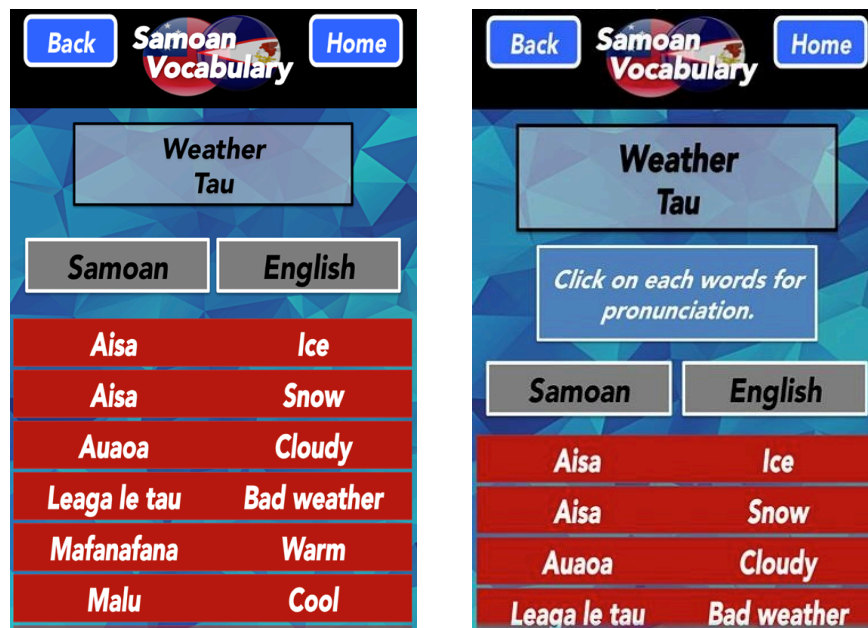 Back
Samoan
Vocabulary
Home
Weather
Tau
Samoan English
Aisa Ice
Aisa Snow
Auaoa Cloudy
Leaga le tau Bad weather
Mafanafana Warm
Malu Cool
Back
Samoan
Vocabulary
Home
Weather
Tau
Click on each words for
pronunciation.
Samoan English
Aisa Ice
Aisa Snow
Auaoa Cloudy
Leaga le tau Bad weather